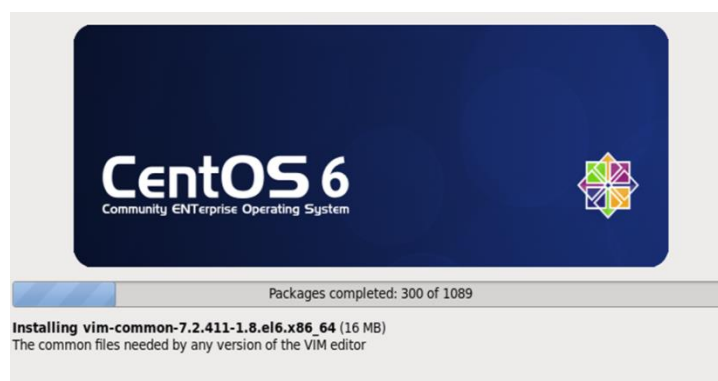 CentOS 6
Community ENTerprise Operating System
Packages completed: 300 of 1089
Installing vim-common-7.2.411-1.8.el6.x86_64 (16 MB)
The common files needed by any version of the VIM editor